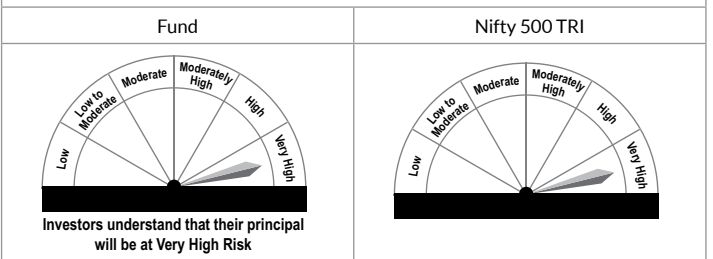 Fund
Nifty 500 TRI
Low
Low to
Moderate
Moderate
Moderately
High
High
Very High
Investors understand that their principal
will be at Very High Risk
Low
Low to
Moderate
Moderate
Moderately
High
High
Very High